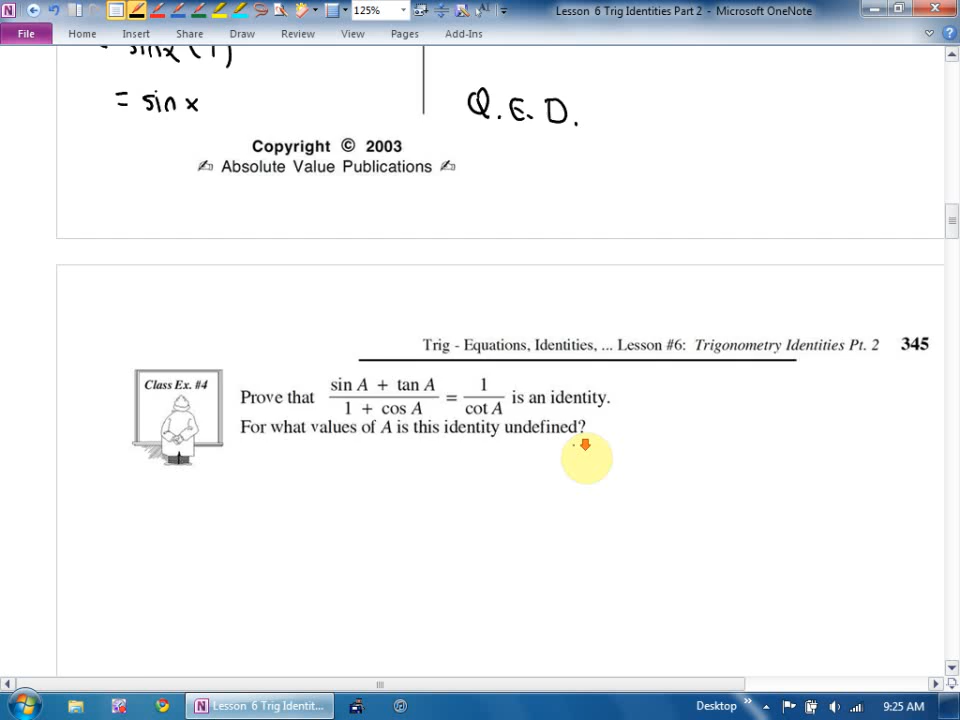 125%
Lesson 6 Trig Identities Part 2 - Microsoft OneNote
File Home Insert Share Draw Review View Pages Add-Ins
= sinx (1)
= sin x
Q.E.D.
Copyright © 2003
Absolute Value Publications
Trig - Equations, Identities, ... Lesson #6: Trigonometry Identities Pt. 2 345
Class Ex. #4
Prove that (sin A + tan A)/(1 + cos A) = 1/(cot A) is an identity.
For what values of A is this identity undefined?
Lesson 6 Trig Identit...
Desktop
9:25 AM